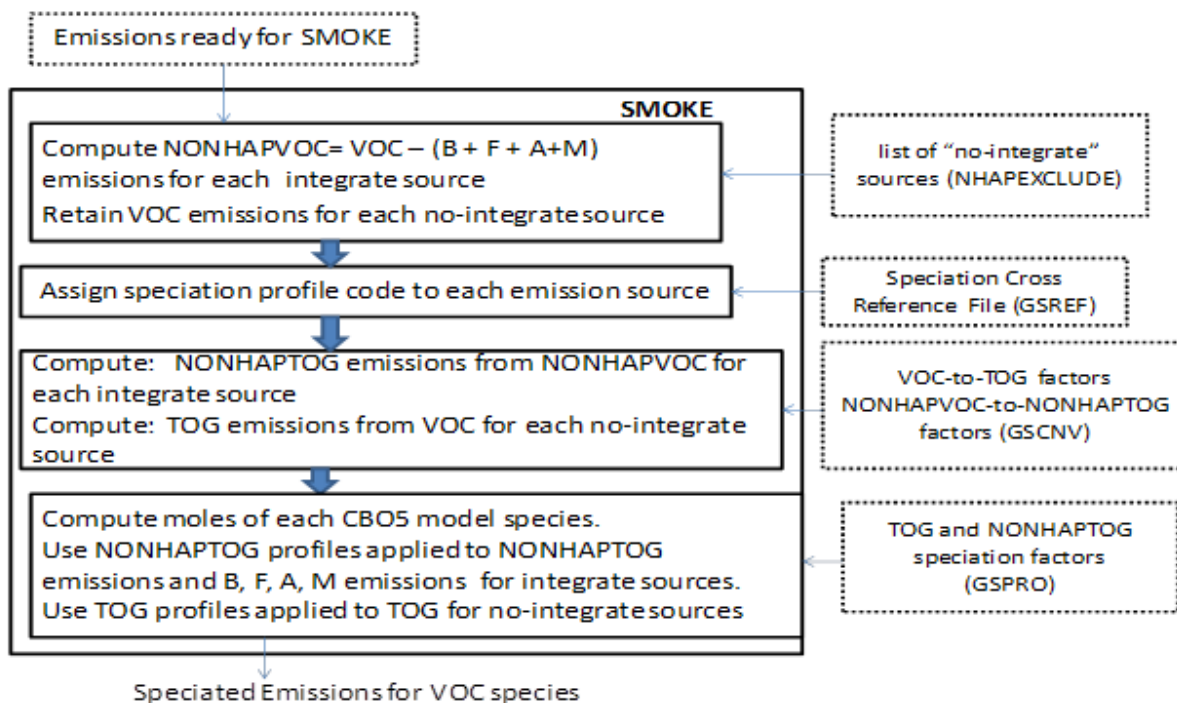 Emissions ready for SMOKE
SMOKE
Compute NONHAPVOC= VOC – (B + F + A+M)
emissions for each integrate source
Retain VOC emissions for each no-integrate source
list of “no-integrate”
sources (NHAPEXCLUDE)
Assign speciation profile code to each emission source
Speciation Cross
Reference File (GSREF)
Compute: NONHAPTOG emissions from NONHAPVOC for
each integrate source
Compute: TOG emissions from VOC for each no-integrate
source
VOC-to-TOG factors
NONHAPVOC-to-NONHAPTOG
factors (GSCNV)
Compute moles of each CB05 model species.
Use NONHAPTOG profiles applied to NONHAPTOG
emissions and B, F, A, M emissions for integrate sources.
Use TOG profiles applied to TOG for no-integrate sources
TOG and NONHAPTOG
speciation factors
(GSPRO)
Speciated Emissions for VOC species